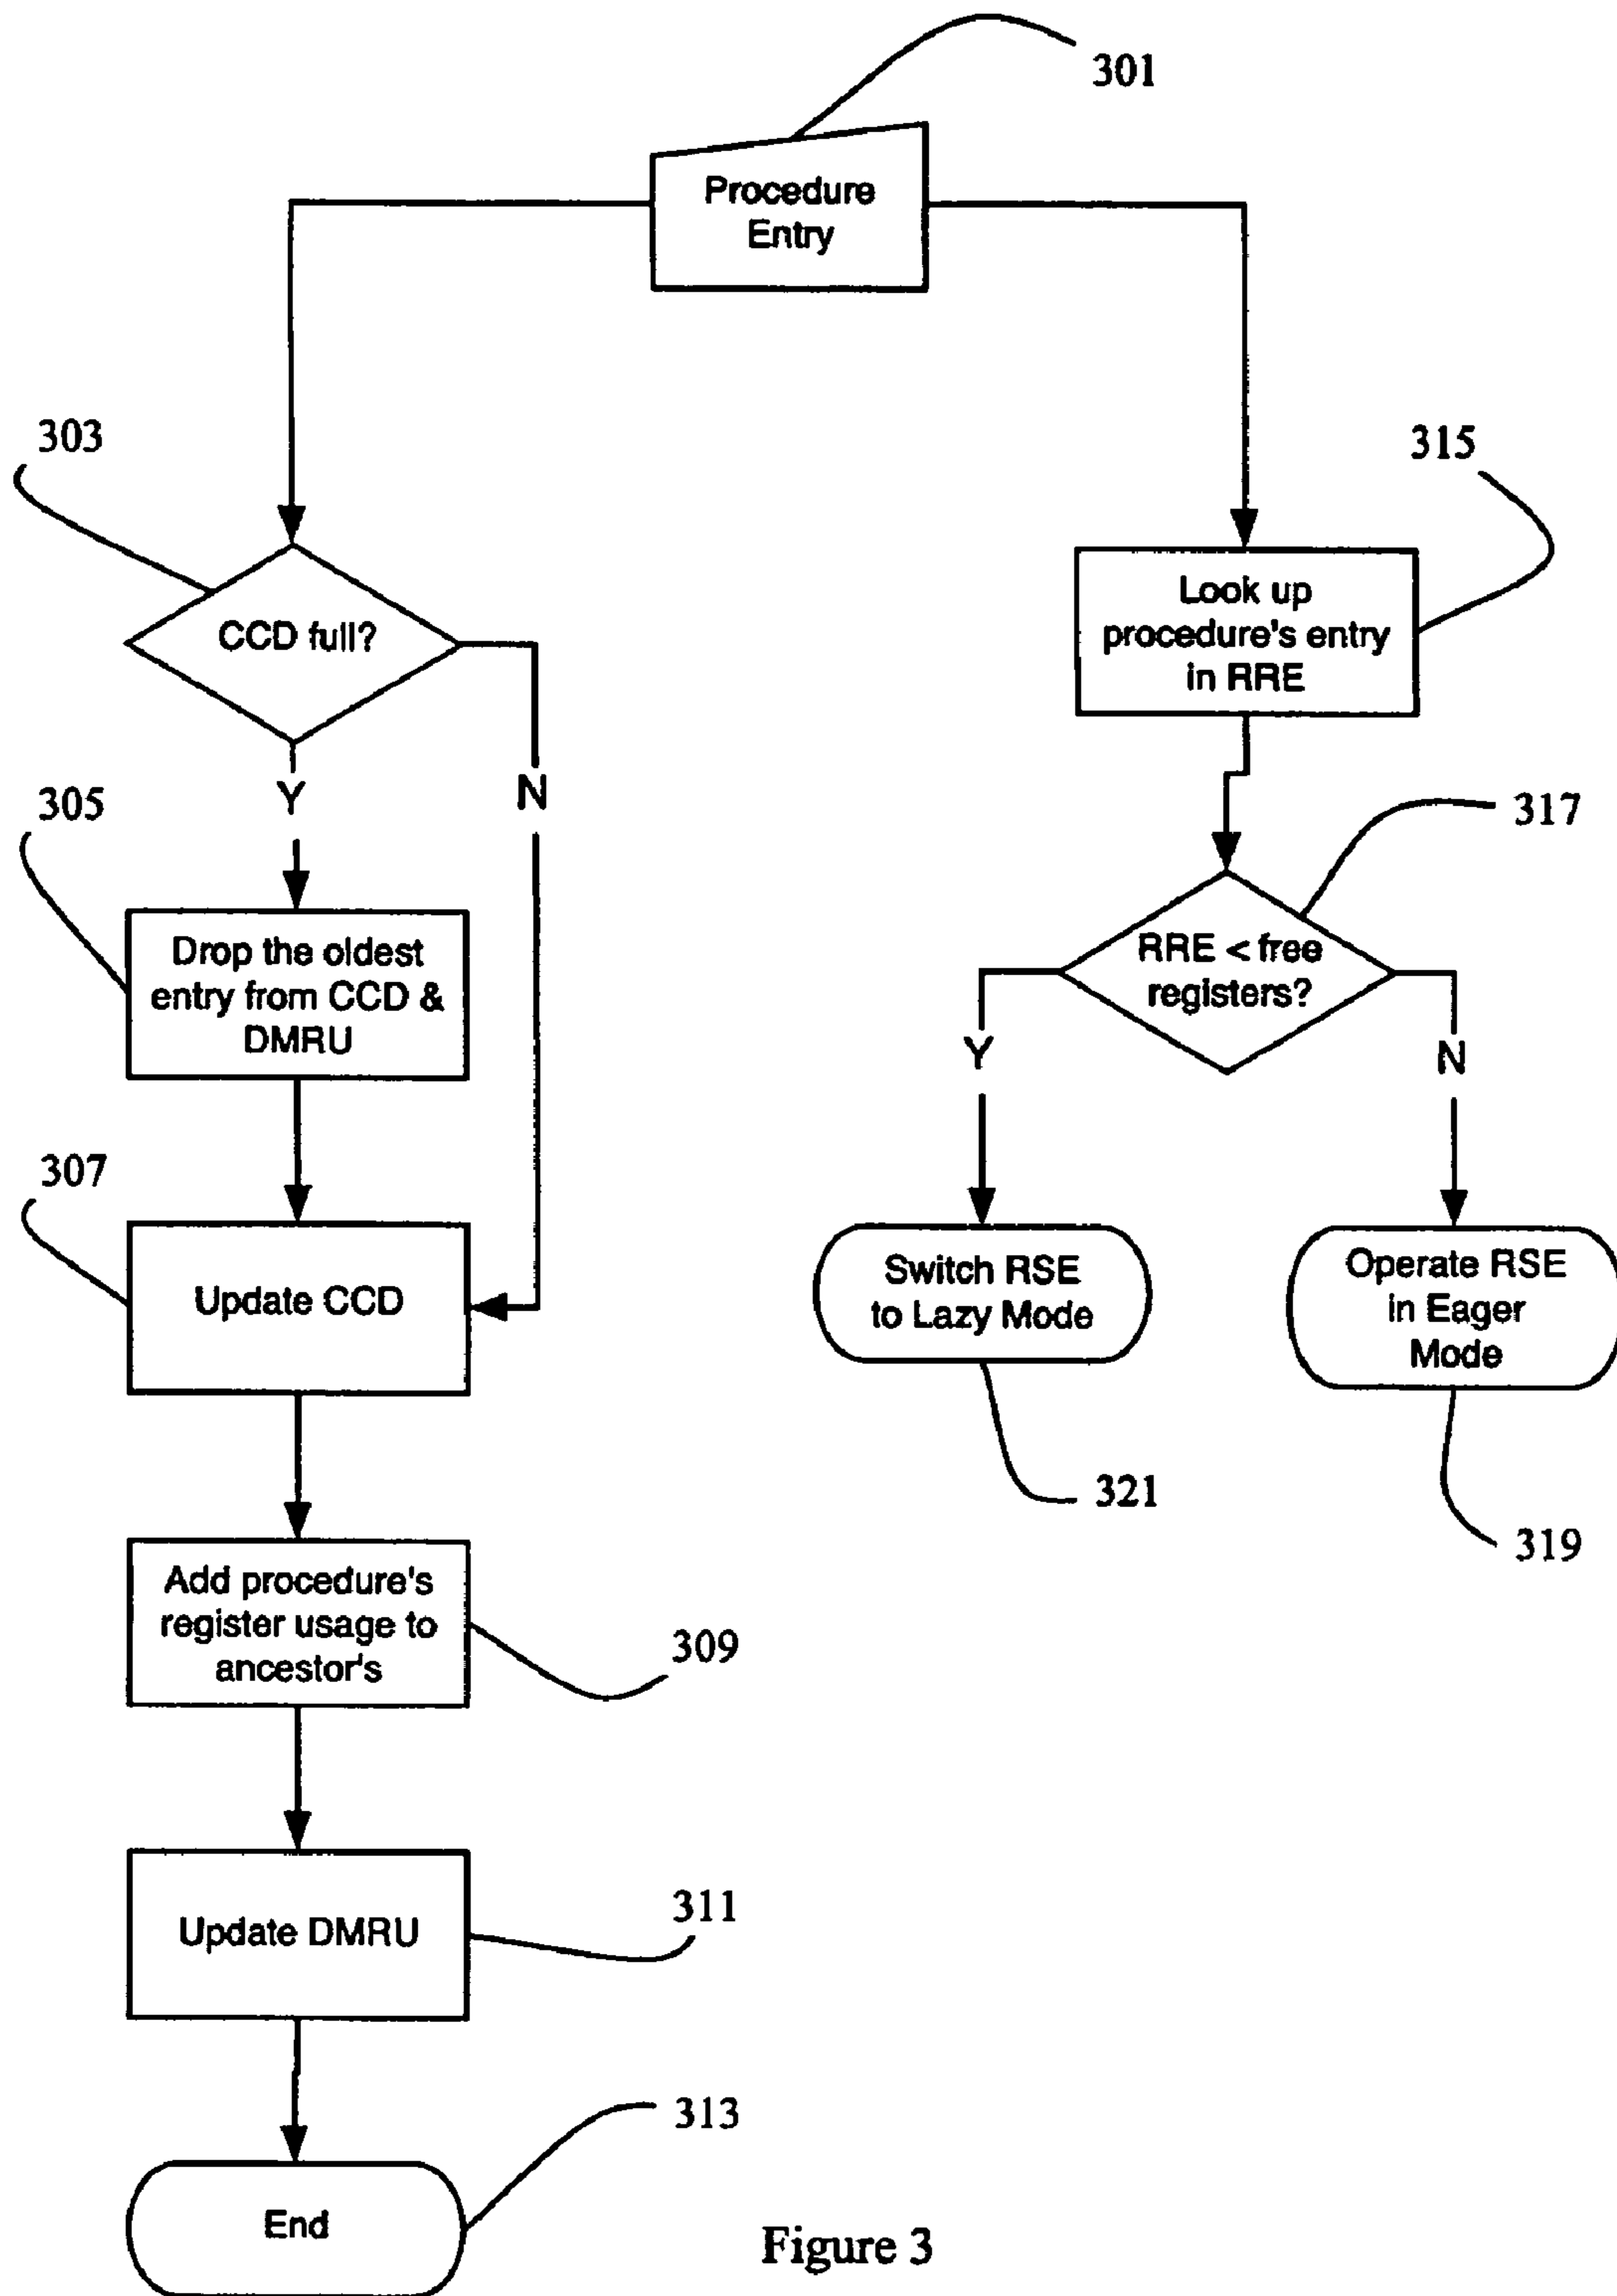 301
Procedure
Entry
303
CCD full?
Y
N
305
Drop the oldest
entry from CCD &
DMRU
307
Update CCD
Add procedure's
register usage to
ancestor's
309
Update DMRU
311
End
313
315
Look up
procedure's entry
in RRE
317
RRE < free
registers?
Y
N
Switch RSE
to Lazy Mode
321
Operate RSE
in Eager
Mode
319
Figure 3